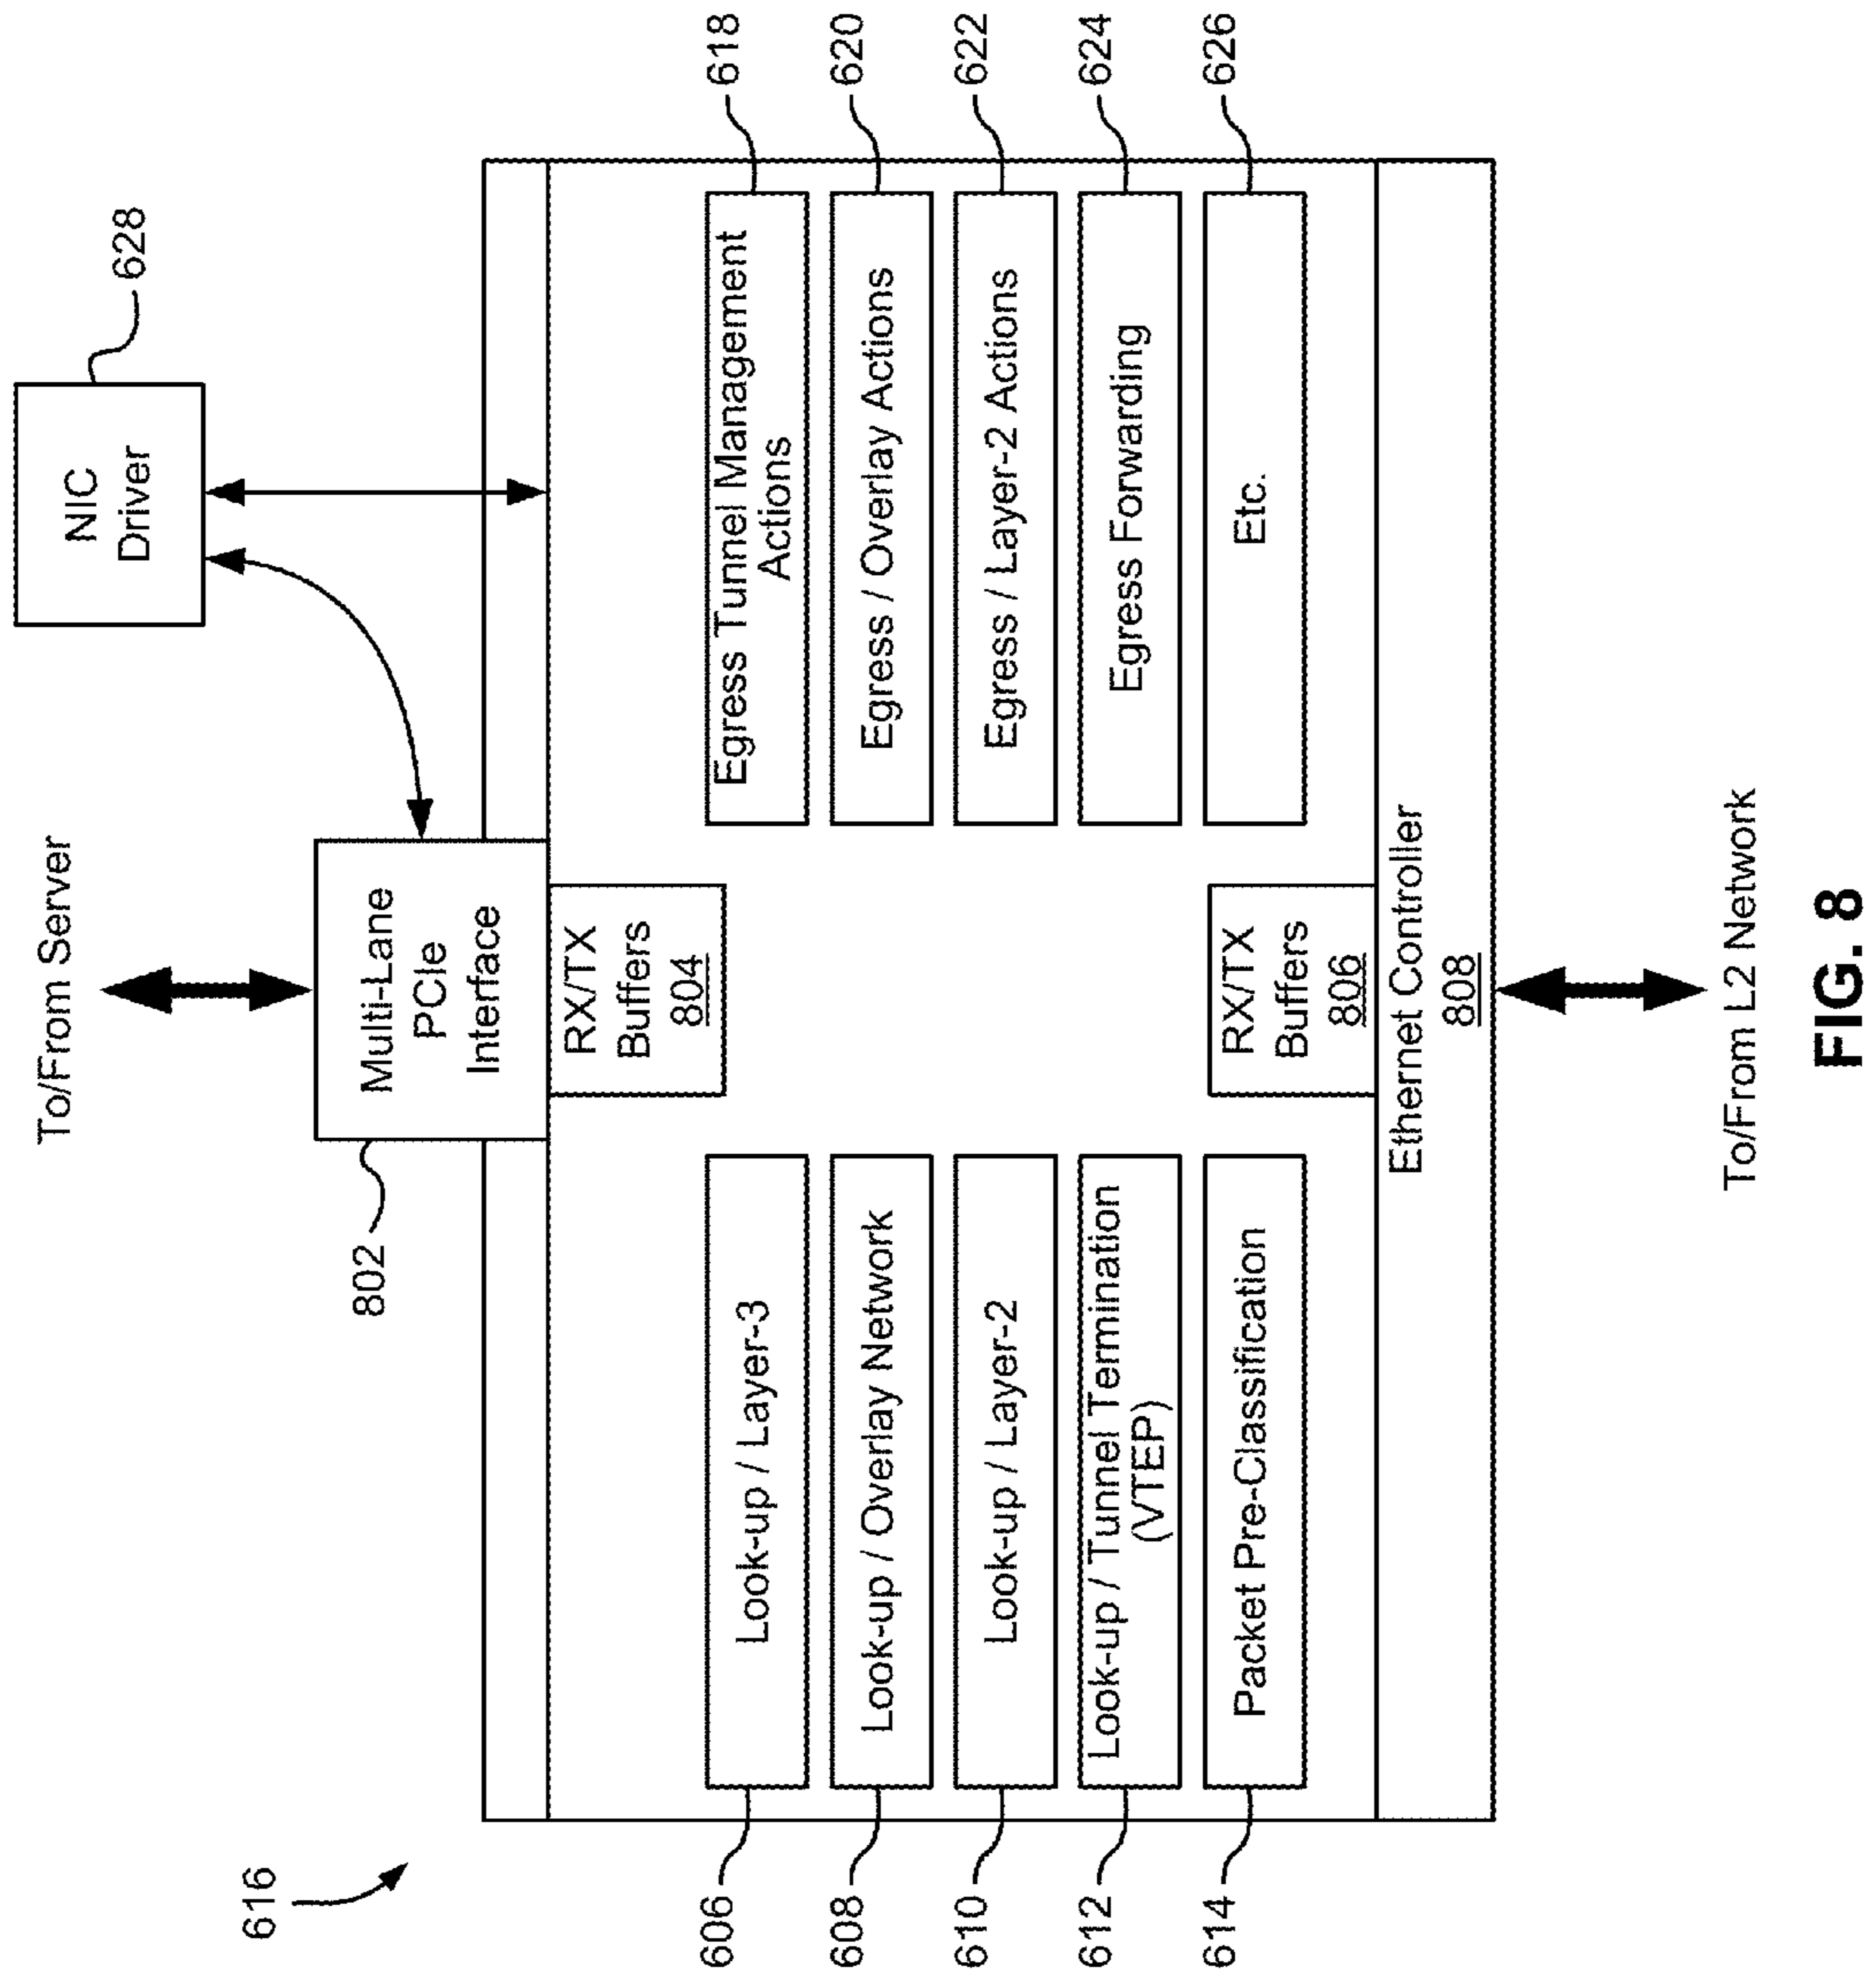 To/From Server
NIC
Driver
628
616
802
Multi-Lane
PCIe
Interface
RX/TX
Buffers
804
606
Look-up / Layer-3
608
Look-up / Overlay Network
610
Look-up / Layer-2
612
Look-up / Tunnel Termination
(VTEP)
614
Packet Pre-Classification
Egress Tunnel Management
Actions
618
Egress / Overlay Actions
620
Egress / Layer-2 Actions
622
Egress Forwarding
624
Etc.
626
RX/TX
Buffers
806
Ethernet Controller
808
To/From L2 Network
FIG. 8